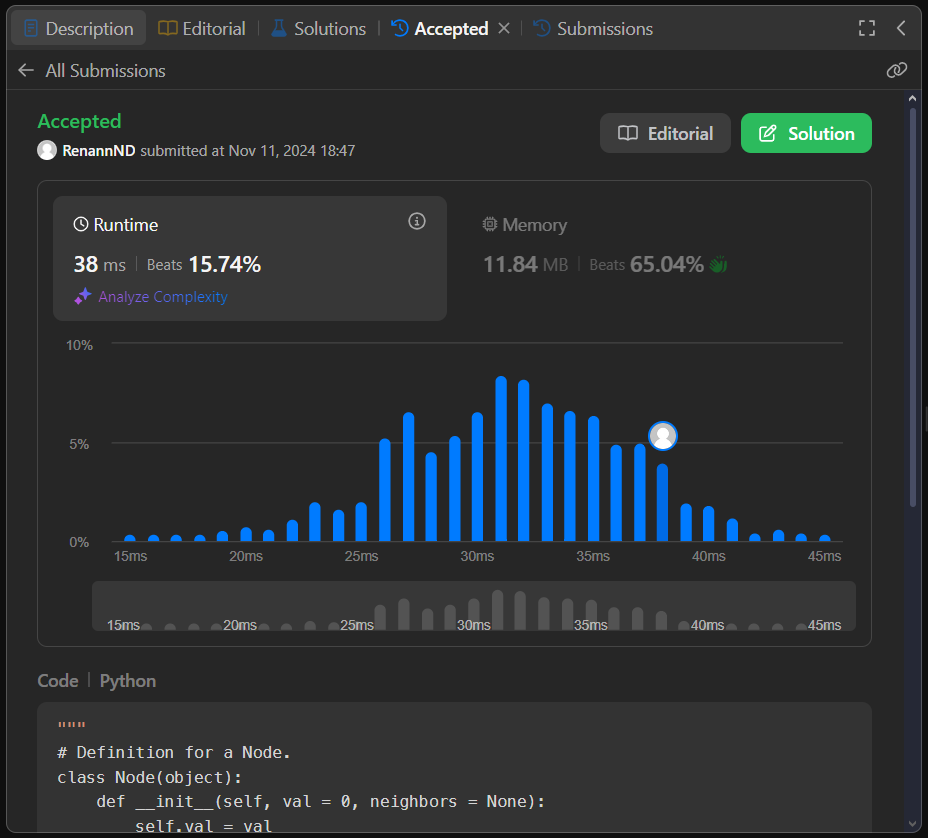 Description Editorial Solutions Accepted Submissions
All Submissions
Accepted
Editorial Solution
RenannND submitted at Nov 11, 2024 18:47
Runtime Memory
38 ms Beats 15.74% 11.84 MB Beats 65.04%
Analyze Complexity
10%
5%
0%
15ms 20ms 25ms 30ms 35ms 40ms 45ms
15ms 20ms 25ms 30ms 35ms 40ms 45ms
Code Python
"""
# Definition for a Node.
class Node(object):
    def __init__(self, val = 0, neighbors = None):
        self.val = val